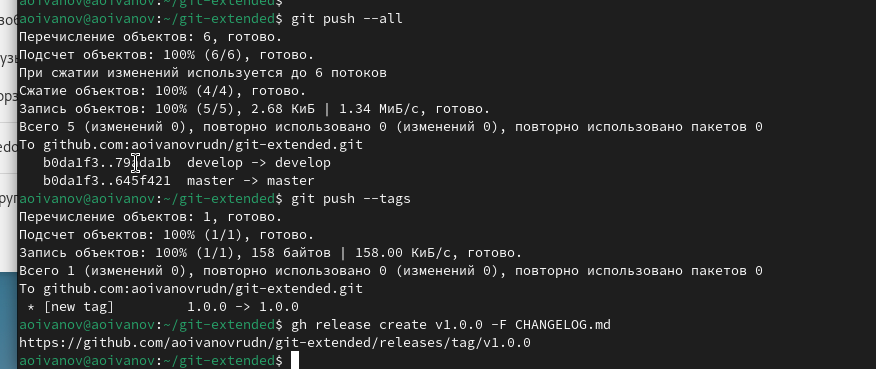 aoivanov@aoivanov:~/git-extended$
aoivanov@aoivanov:~/git-extended$ git push --all
Перечисление объектов: 6, готово.
Подсчет объектов: 100% (6/6), готово.
При сжатии изменений используется до 6 потоков
Сжатие объектов: 100% (4/4), готово.
Запись объектов: 100% (5/5), 2.68 КиБ | 1.34 МиБ/с, готово.
Всего 5 (изменений 0), повторно использовано 0 (изменений 0), повторно использовано пакетов 0
To github.com:aoivanovrudn/git-extended.git
b0da1f3.. develop -> develop
b0da1f3..645f421 master -> master
aoivanov@aoivanov:~/git-extended$ git push --tags
Перечисление объектов: 1, готово.
Подсчет объектов: 100% (1/1), готово.
Запись объектов: 100% (1/1), 158 байтов | 158.00 КиБ/с, готово.
Всего 1 (изменений 0), повторно использовано 0 (изменений 0), повторно использовано пакетов 0
To github.com:aoivanovrudn/git-extended.git
* [new tag] 1.0.0 -> 1.0.0
aoivanov@aoivanov:~/git-extended$ gh release create v1.0.0 -F CHANGELOG.md
https://github.com/aoivanovrudn/git-extended/releases/tag/v1.0.0
aoivanov@aoivanov:~/git-extended$